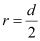 r = d/2